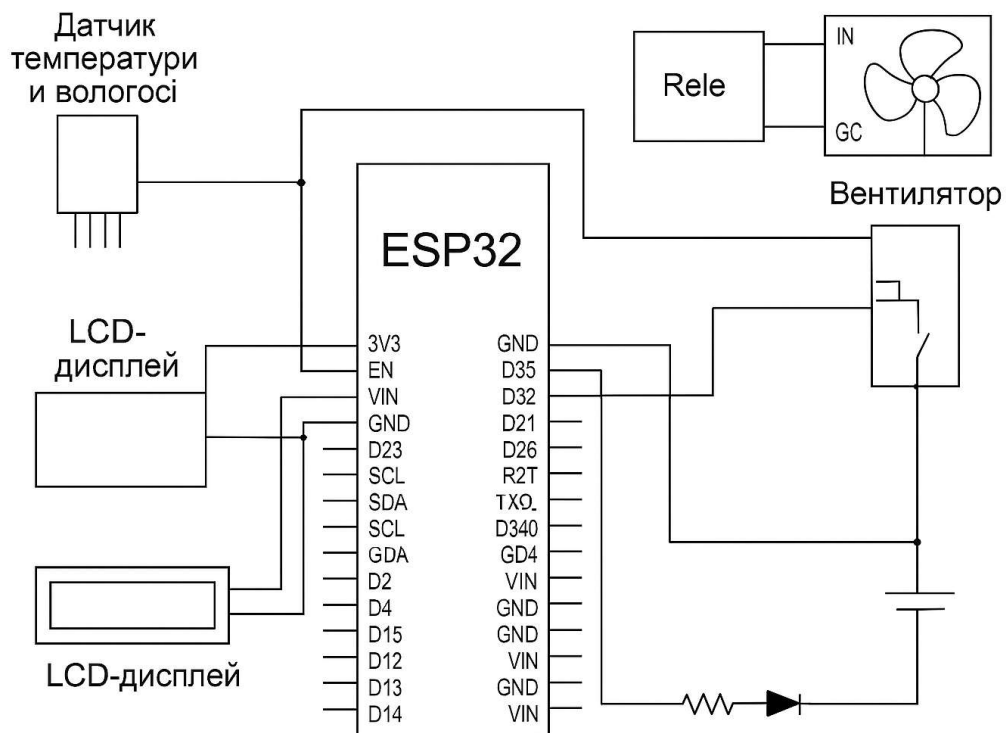 Датчик
температури
и вологосі
Rele
IN
GC
Вентилятор
ESP32
LCD-
дисплей
LCD-дисплей
3V3
EN
VIN
GND
D23
SCL
SDA
SCL
GDA
D2
D4
D15
D12
D13
D14
GND
D35
D32
D21
D26
R2T
TXΩ
D340
GD4
VIN
GND
GND
VIN
GND
VIN